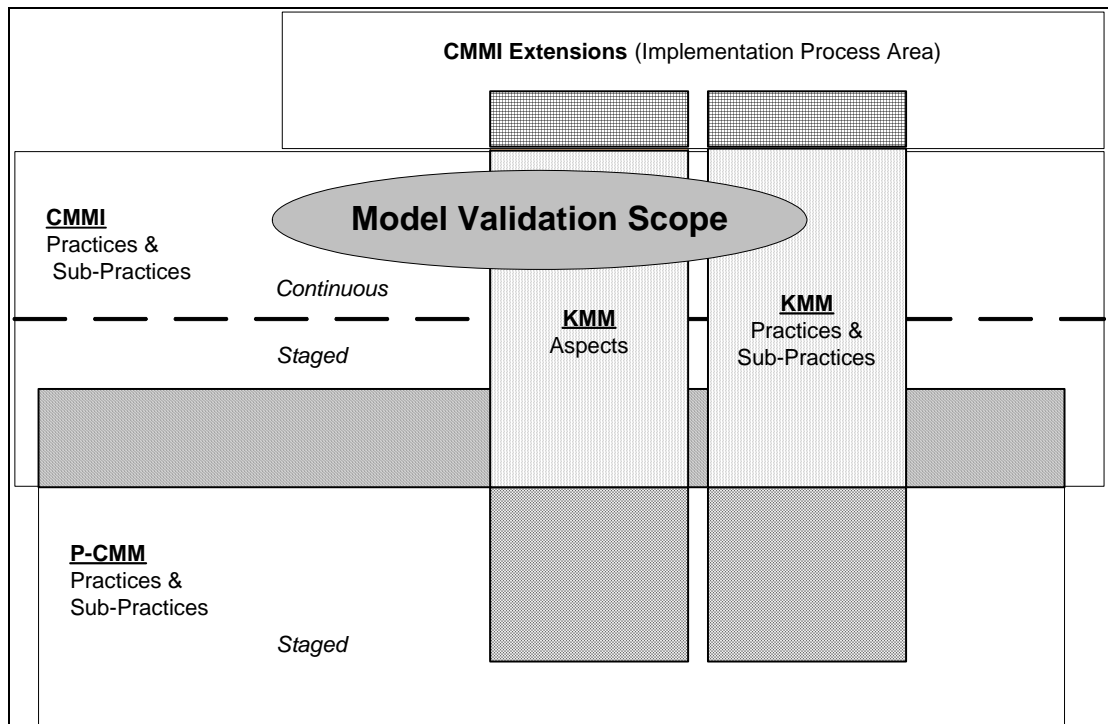 CMMI Extensions (Implementation Process Area)
CMMI
Practices &
Sub-Practices
Model Validation Scope
Continuous
Staged
KMM
Aspects
KMM
Practices &
Sub-Practices
P-CMM
Practices &
Sub-Practices
Staged